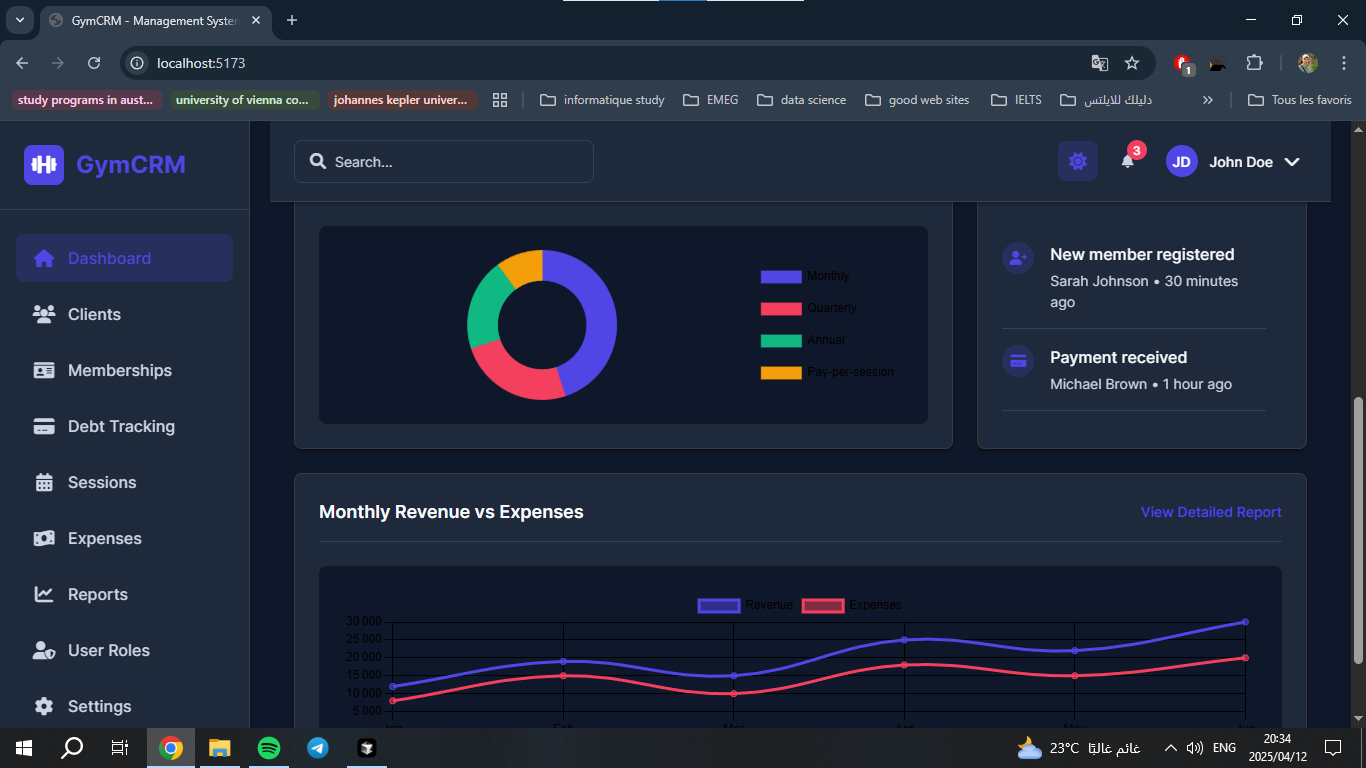 GymCRM - Management System
localhost:5173
1
study programs in aust...
university of vienna co...
johannes kepler univer...
informatique study
EMEG
data science
good web sites
IELTS
دليلك للايلتس
»
Tous les favoris
GymCRM
Search...
3
JD
John Doe
Dashboard
Clients
Memberships
Debt Tracking
Sessions
Expenses
Reports
User Roles
Settings
Monthly
Quarterly
Annual
Pay-per-session
New member registered
Sarah Johnson • 30 minutes
ago
Payment received
Michael Brown • 1 hour ago
Monthly Revenue vs Expenses
View Detailed Report
Revenue
Expenses
30 000
25 000
20 000
15 000
10 000
5 000
Jan
Feb
Mar
Apr
May
Jun
23°C
غائم غالبًا
ENG
20:34
2025/04/12